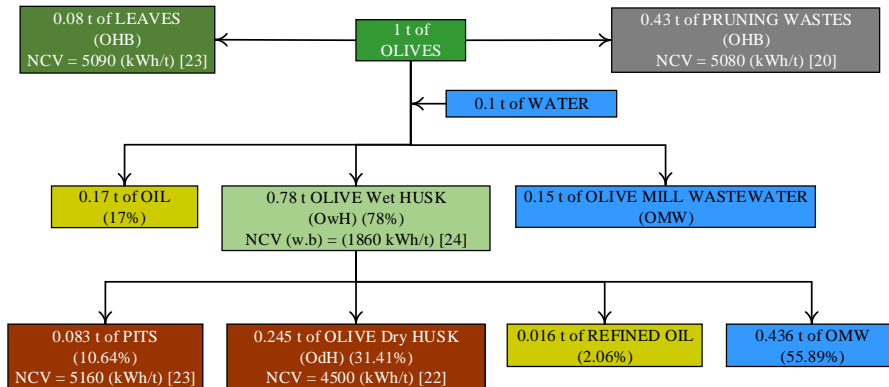 0.08 t of LEAVES
(OHB)
NCV = 5090 (kWh/t) [23]
1 t of
OLIVES
0.43 t of PRUNING WASTES
(OHB)
NCV = 5080 (kWh/t) [20]
0.1 t of WATER
0.17 t of OIL
(17%)
0.78 t OLIVE Wet HUSK
(OwH) (78%)
NCV (w.b) = (1860 kWh/t) [24]
0.15 t of OLIVE MILL WASTEWATER
(OMW)
0.083 t of PITS
(10.64%)
NCV = 5160 (kWh/t) [23]
0.245 t of OLIVE Dry HUSK
(OdH) (31.41%)
NCV = 4500 (kWh/t) [22]
0.016 t of REFINED OIL
(2.06%)
0.436 t of OMW
(55.89%)